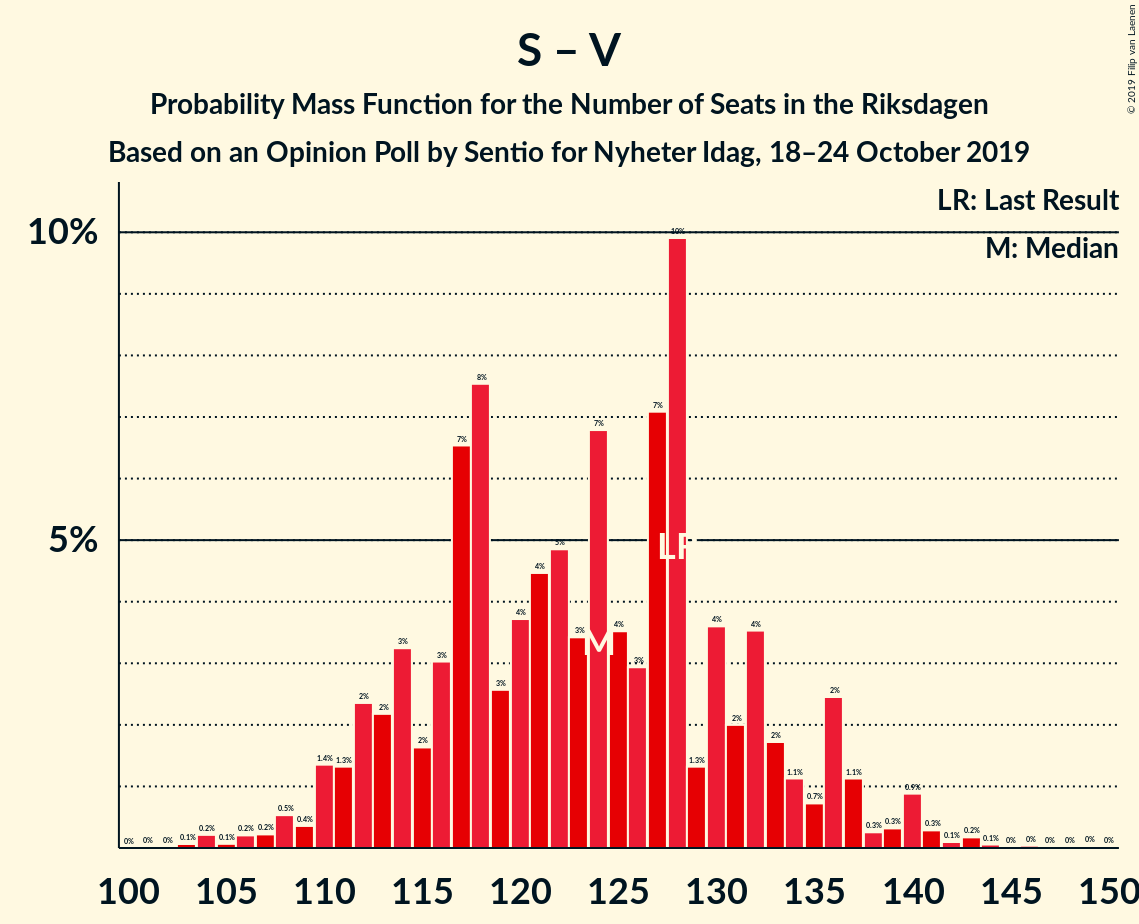 © 2019 Filip van Laenen
S – V
Probability Mass Function for the Number of Seats in the Riksdagen
Based on an Opinion Poll by Sentio for Nyheter Idag, 18–24 October 2019
LR: Last Result
M: Median
10%
5%
0% 0% 0% 0.1% 0.2% 0.1% 0.2% 0.2% 0.5% 0.4% 1.4% 1.3% 2% 2% 3% 2% 3% 7% 8% 3% 4% 4% 5% 3% 7% 4% 3% 7% 10% 1.3% 4% 2% 4% 2% 1.1% 0.7% 2% 1.1% 0.3% 0.3% 0.9% 0.3% 0.1% 0.2% 0.1% 0% 0% 0% 0% 0% 0%
LR
M
100 105 110 115 120 125 130 135 140 145 150